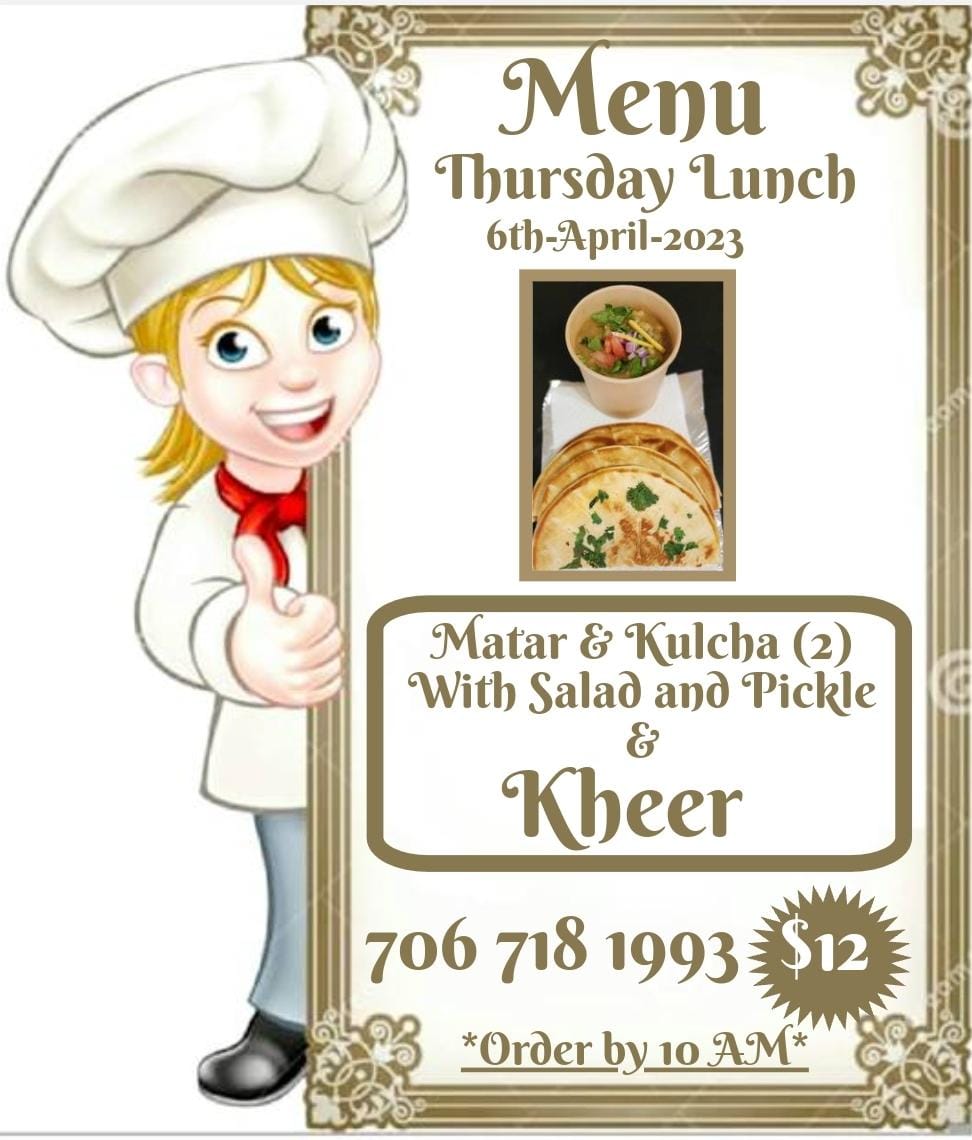 Menu
Thursday Lunch
6th-April-2023
Matar & Kulcha (2)
With Salad and Pickle
&
Kheer
706 718 1993
$12
*Order by 10 AM*